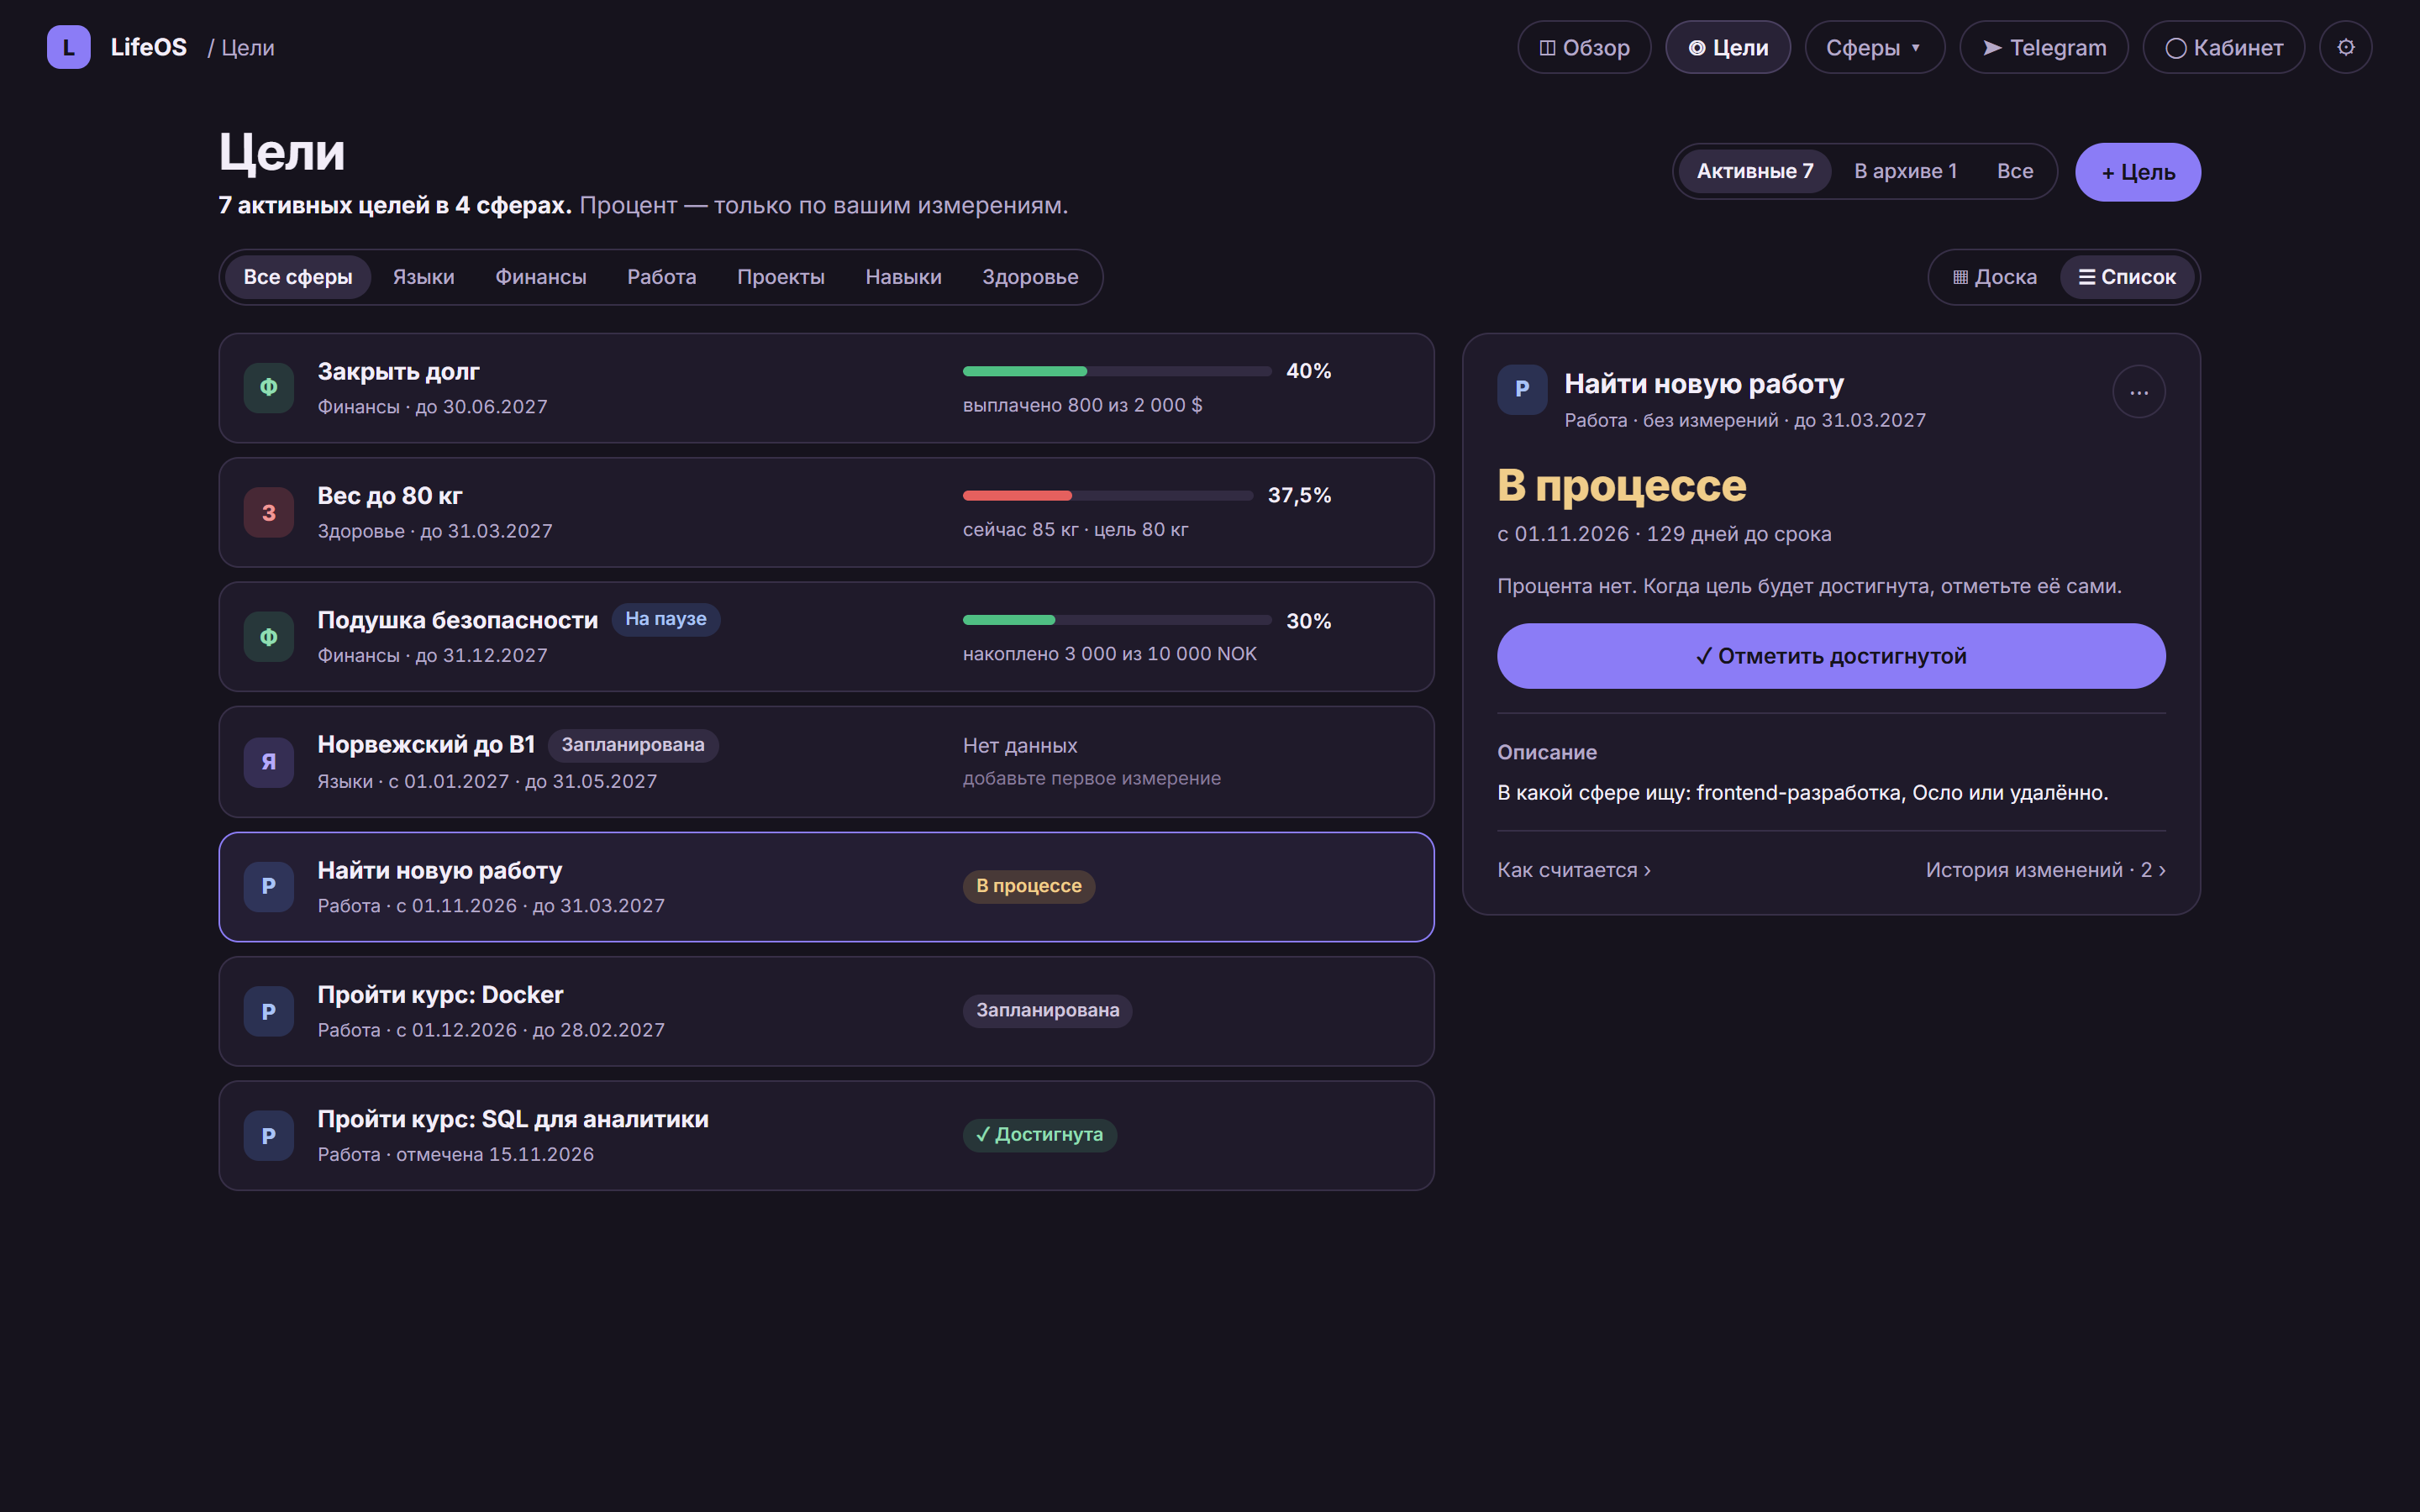 L LifeOS / Цели
Обзор
Цели
Сферы
Telegram
Кабинет
Цели
7 активных целей в 4 сферах. Процент — только по вашим измерениям.
Активные 7
В архиве 1
Все
+ Цель
Все сферы
Языки
Финансы
Работа
Проекты
Навыки
Здоровье
Доска
Список
Ф
Закрыть долг
Финансы · до 30.06.2027
40%
выплачено 800 из 2 000 $
З
Вес до 80 кг
Здоровье · до 31.03.2027
37,5%
сейчас 85 кг · цель 80 кг
Ф
Подушка безопасности На паузе
Финансы · до 31.12.2027
30%
накоплено 3 000 из 10 000 NOK
Я
Норвежский до B1 Запланирована
Языки · с 01.01.2027 · до 31.05.2027
Нет данных
добавьте первое измерение
Р
Найти новую работу
Работа · с 01.11.2026 · до 31.03.2027
В процессе
Р
Пройти курс: Docker
Работа · с 01.12.2026 · до 28.02.2027
Запланирована
Р
Пройти курс: SQL для аналитики
Работа · отмечена 15.11.2026
✓ Достигнута
Р
Найти новую работу
Работа · без измерений · до 31.03.2027
...
В процессе
с 01.11.2026 · 129 дней до срока
Процента нет. Когда цель будет достигнута, отметьте её сами.
✓ Отметить достигнутой
Описание
В какой сфере ищу: frontend-разработка, Осло или удалённо.
Как считается ›
История изменений · 2 ›